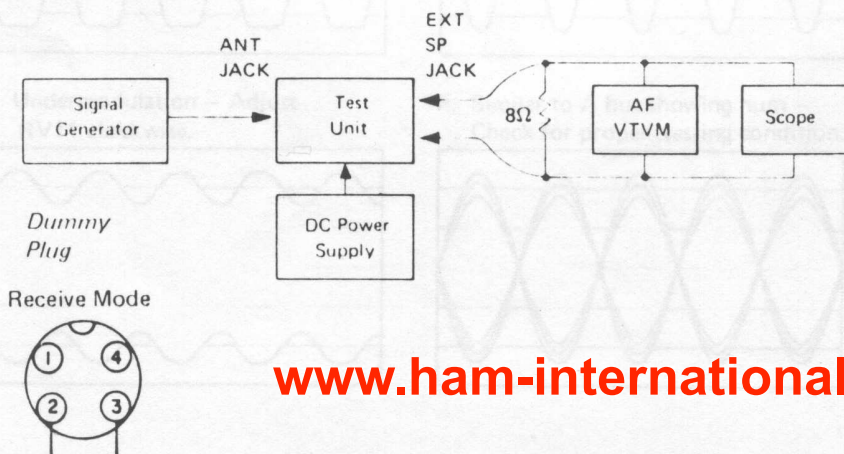 EXT
SP
JACK
ANT
JACK
Signal
Generator
Test
Unit
8Ω
AF
VTVM
Scope
DC Power
Supply
Dummy
Plug
Receive Mode
1 4
2 3
www.ham-international